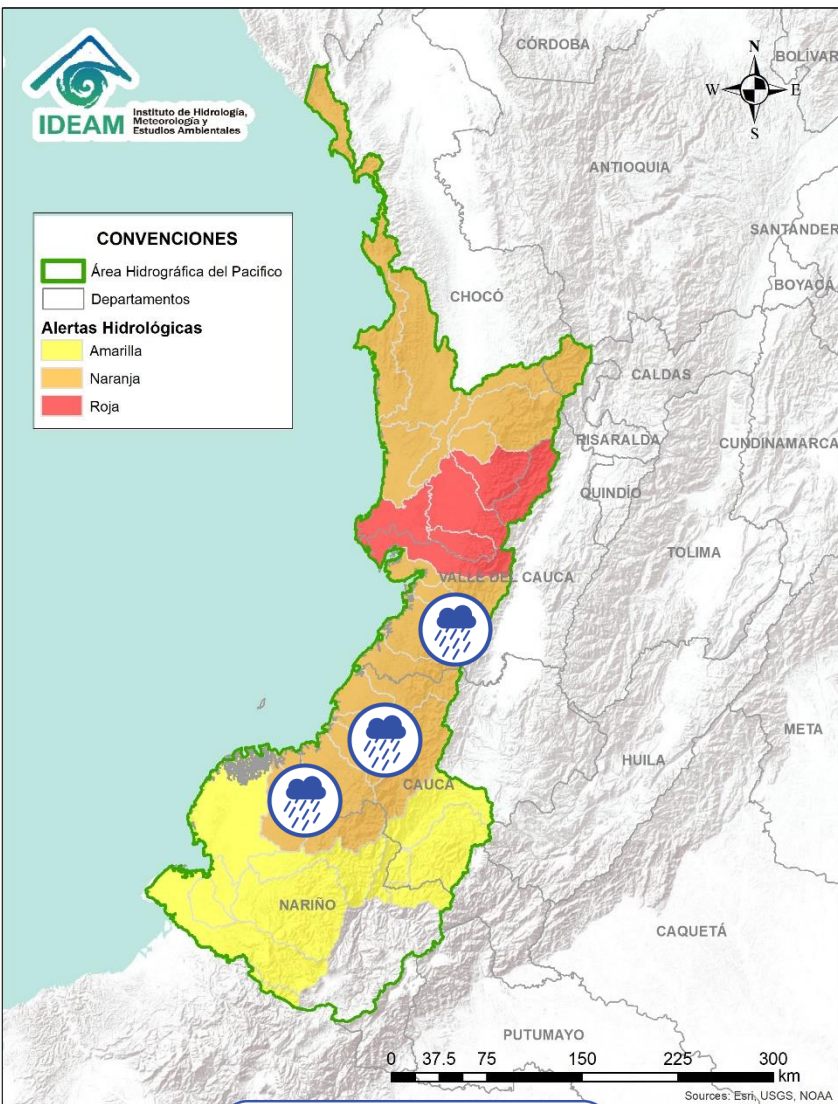 IDEAM
Instituto de Hidrología,
Meteorología y
Estudios Ambientales
CÓRDOBA
BOLÍVAR
N
W
E
S
ANTIOQUIA
SANTANDER
BOYACÁ
CHOCÓ
CONVENCIONES
Área Hidrográfica del Pacifico
Departamentos
Alertas Hidrológicas
Amarilla
Naranja
Roja
CALDAS
RISARALDA
CUNDINAMARCA
QUINDÍO
TOLIMA
VALLE DEL CAUCA
META
HUILA
CAUCA
NARIÑO
CAQUETÁ
PUTUMAYO
0 37.5 75 150 225 300
km
Sources: Esri, USGS, NOAA